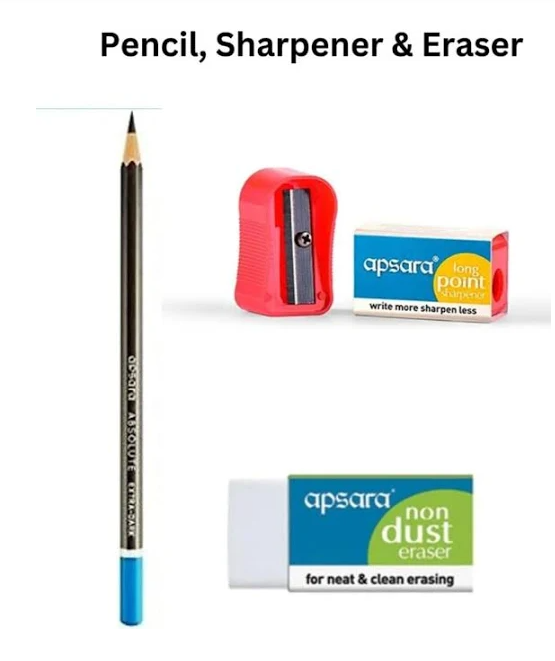 Pencil, Sharpener & Eraser
apsara®
long
point
sharpener
write more sharpen less
apsara ABSOLUTE EXTRA-DARK
apsara®
non
dust
eraser
for neat & clean erasing